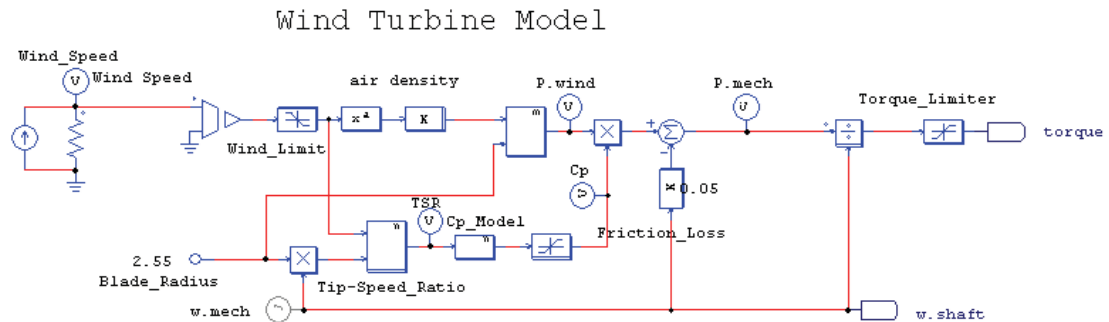 Wind Turbine Model
Wind_Speed
V
Wind Speed
air density
P.wind
V
P.mech
V
Torque_Limiter
xª
K
m
Wind_Limit
torque
Cp
V
K
0.05
TSR
V
Cp_Model
n
n
Friction_Loss
2.55
Blade_Radius
Tip-Speed_Ratio
w.mech
w.shaft